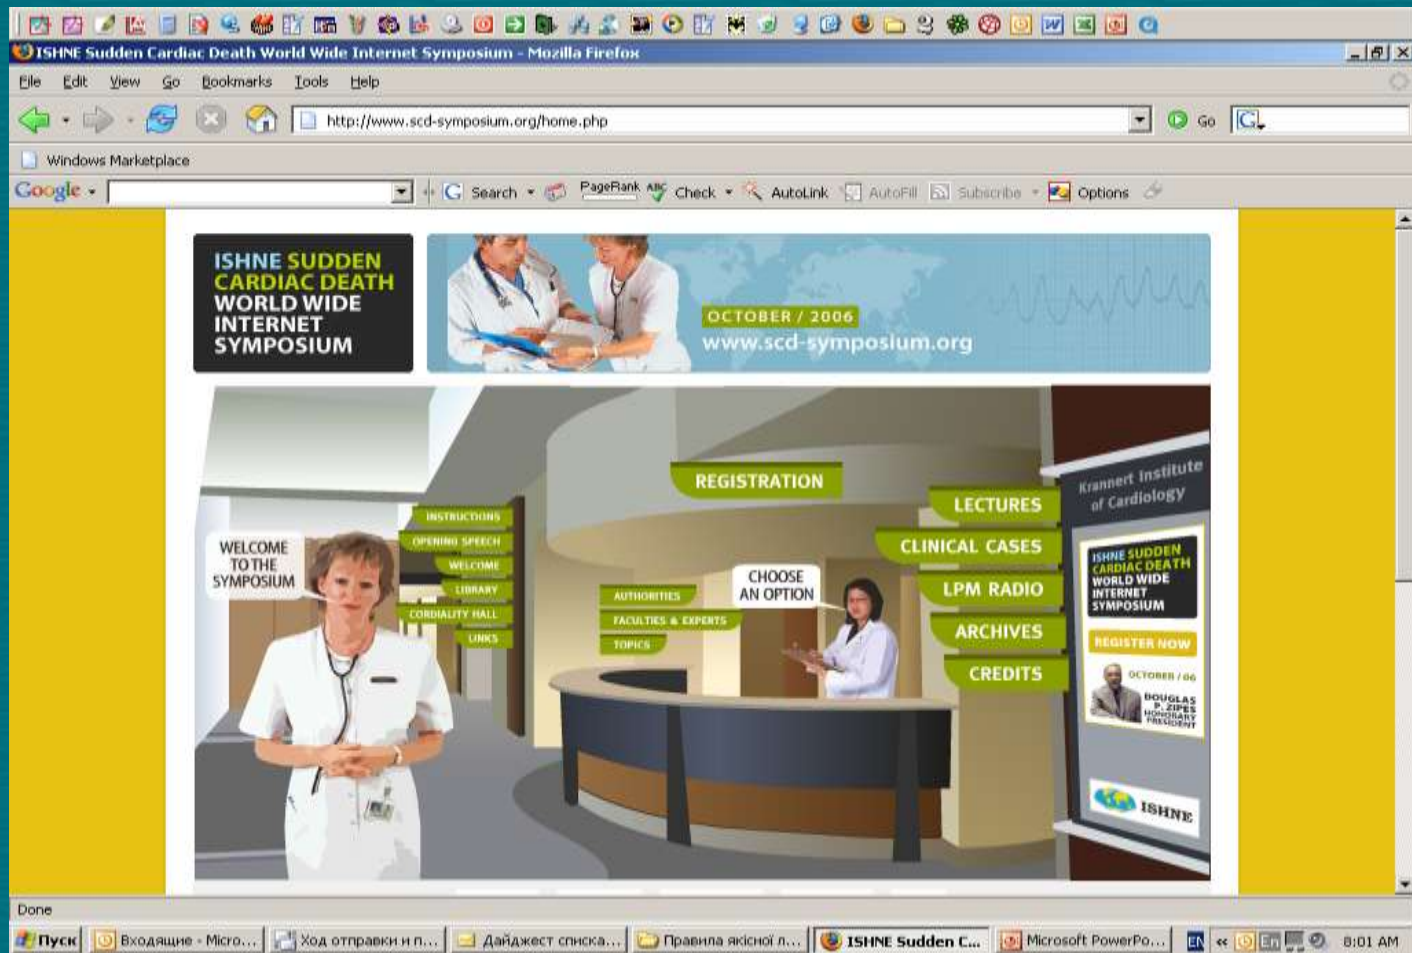 ISHNE Sudden Cardiac Death World Wide Internet Symposium - Mozilla Firefox
File Edit View Go Bookmarks Tools Help
http://www.scd-symposium.org/home.php
Go
G
Windows Marketplace
Google
G Search PageRank ABC Check AutoLink AutoFill Subscribe Options
ISHNE SUDDEN
CARDIAC DEATH
WORLD WIDE
INTERNET
SYMPOSIUM
OCTOBER / 2006
www.scd-symposium.org
WELCOME
TO THE
SYMPOSIUM
INSTRUCTIONS
OPENING SPEECH
WELCOME
LIBRARY
CORDIALITY HALL
LINKS
REGISTRATION
AUTHORITIES
FACULTIES & EXPERTS
TOPICS
CHOOSE
AN OPTION
LECTURES
CLINICAL CASES
LPM RADIO
ARCHIVES
CREDITS
Krannert Institute
of Cardiology
ISHNE SUDDEN
CARDIAC DEATH
WORLD WIDE
INTERNET
SYMPOSIUM
REGISTER NOW
OCTOBER / 06
DOUGLAS
P. ZIPES
HONORARY
PRESIDENT
ISHNE
Done
Пуск Входящие - Micro... Ход отправки и п... Дайджест списка... Правила якісної л... ISHNE Sudden C... Microsoft PowerPo... EN « En 8:01 AM